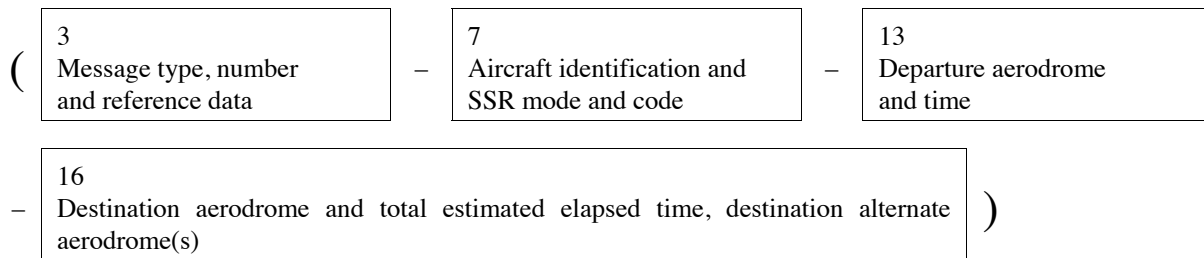 ( 3 – 7 – 13
Message type, number Aircraft identification and Departure aerodrome
and reference data SSR mode and code and time
– 16 )
Destination aerodrome and total estimated elapsed time, destination alternate
aerodrome(s)